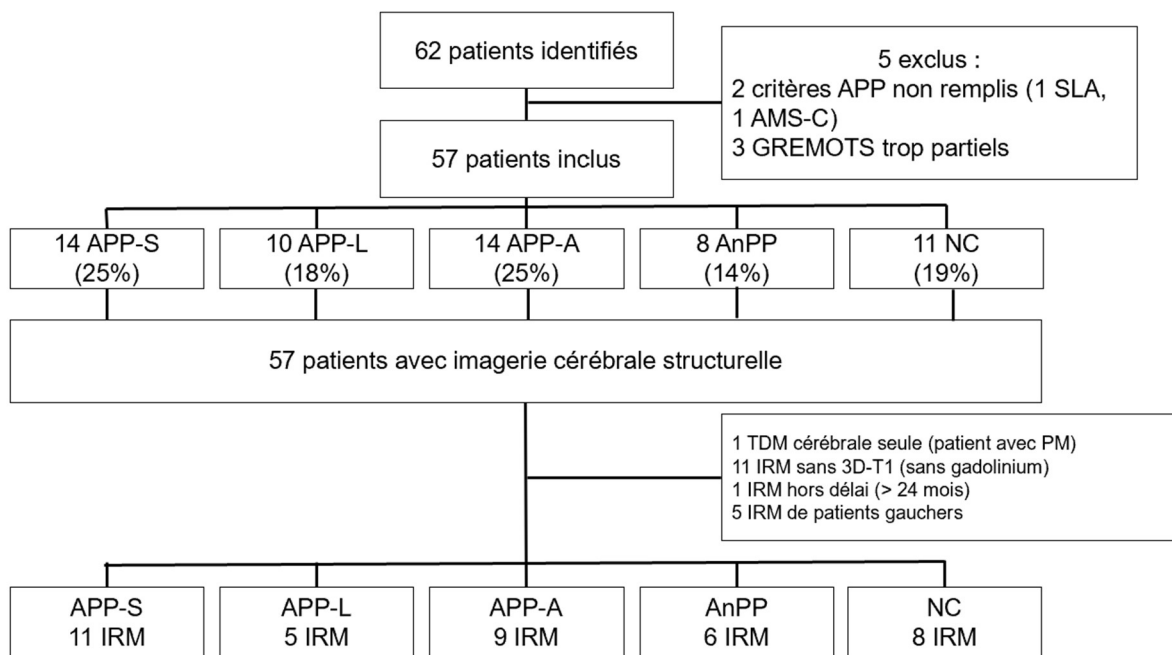 62 patients identifiés
5 exclus :
2 critères APP non remplis (1 SLA,
1 AMS-C)
3 GREMOTS trop partiels
57 patients inclus
14 APP-S
(25%)
10 APP-L
(18%)
14 APP-A
(25%)
8 AnPP
(14%)
11 NC
(19%)
57 patients avec imagerie cérébrale structurelle
1 TDM cérébrale seule (patient avec PM)
11 IRM sans 3D-T1 (sans gadolinium)
1 IRM hors délai (> 24 mois)
5 IRM de patients gauchers
APP-S
11 IRM
APP-L
5 IRM
APP-A
9 IRM
AnPP
6 IRM
NC
8 IRM